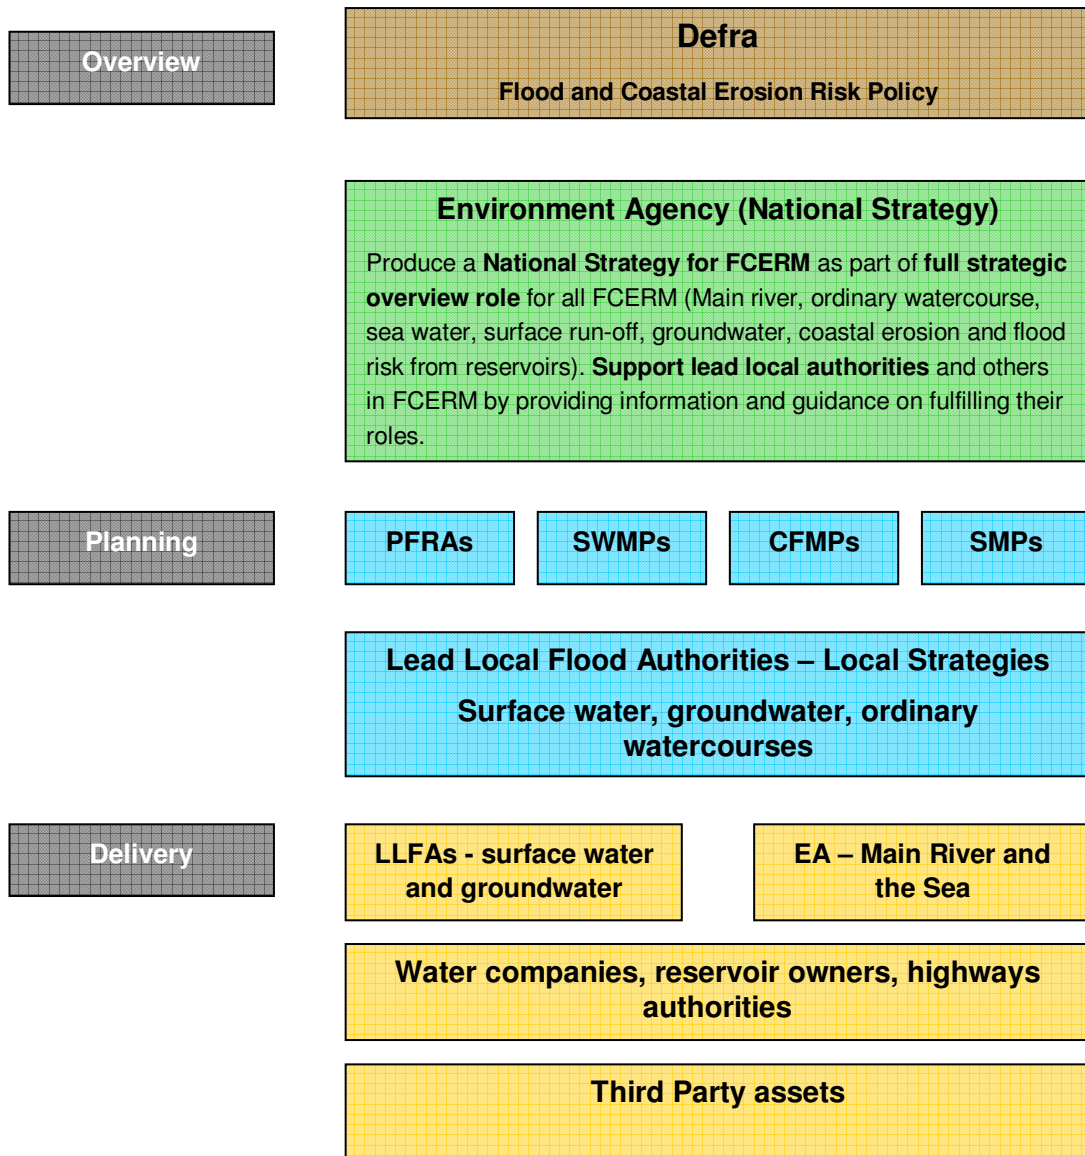 Overview
Defra
Flood and Coastal Erosion Risk Policy
Environment Agency (National Strategy)
Produce a National Strategy for FCERM as part of full strategic
overview role for all FCERM (Main river, ordinary watercourse,
sea water, surface run-off, groundwater, coastal erosion and flood
risk from reservoirs). Support lead local authorities and others
in FCERM by providing information and guidance on fulfilling their
roles.
Planning
PFRAs
SWMPs
CFMPs
SMPs
Lead Local Flood Authorities – Local Strategies
Surface water, groundwater, ordinary
watercourses
Delivery
LLFAs - surface water
and groundwater
EA – Main River and
the Sea
Water companies, reservoir owners, highways
authorities
Third Party assets